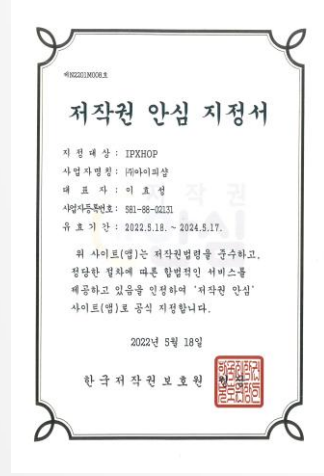 제N2201M008호
저작권 안심 지정서
지 정 대 상 : IPXHOP
사 업 자 명 칭 : ㈜아이피샵
대 표 자 : 이 효 성
사업자등록번호 : 581-88-02131
유 효 기 간 : 2022.5.18. ~ 2024.5.17.
위 사이트(앱)는 저작권법령을 준수하고,
정당한 절차에 따른 합법적인 서비스를
제공하고 있음을 인정하여 '저작권 안심'
사이트(앱)로 공식 지정합니다.
2022년 5월 18일
한 국 저 작 권 보 호 원